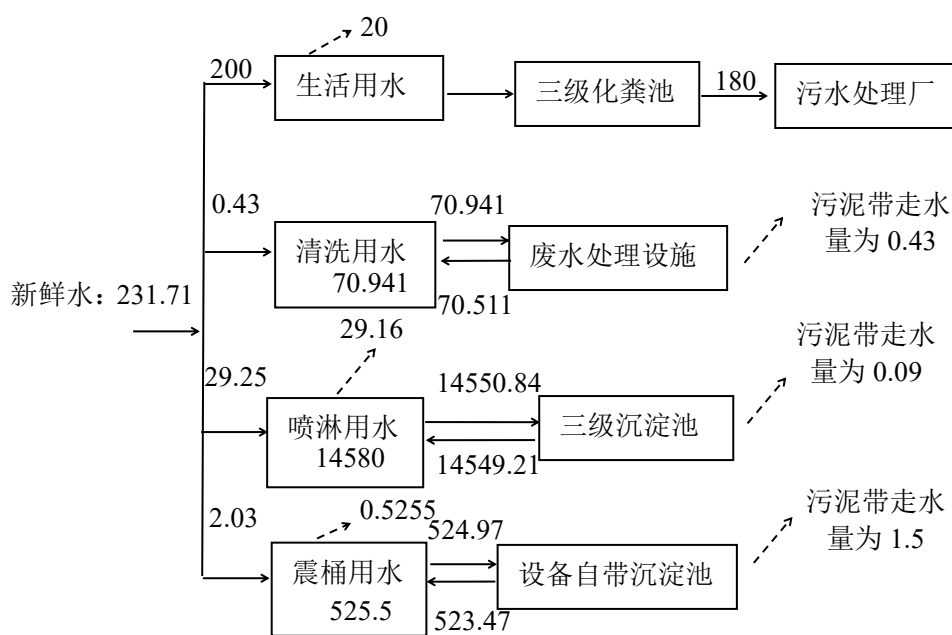 20
200
生活用水
三级化粪池
180
污水处理厂
0.43
清洗用水
70.941
70.941
70.511
废水处理设施
污泥带走水
量为 0.43
新鲜水：231.71
29.16
29.25
喷淋用水
14580
14550.84
14549.21
三级沉淀池
污泥带走水
量为 0.09
2.03
0.5255
震桶用水
525.5
524.97
523.47
设备自带沉淀池
污泥带走水
量为 1.5